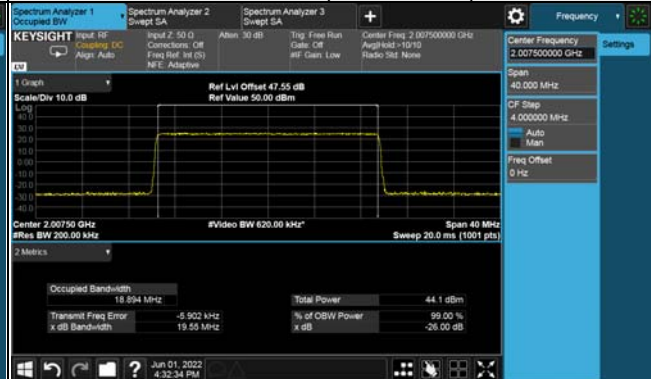 Spectrum Analyzer 1
Occupied BW
Spectrum Analyzer 2
Swept SA
Spectrum Analyzer 3
Swept SA
+
Frequency
KEYSIGHT
Input: RF
Coupling: DC
Align: Auto
Input Z: 50 Ω
Corrections: Off
Freq Ref: Int (S)
NFE: Adaptive
Atten: 30 dB
Trig: Free Run
Gate: Off
#IF Gain: Low
Center Freq: 2.007500000 GHz
Avg|Hold:>10/10
Radio Std: None
LXI
Center Frequency
2.007500000 GHz
Settings
Span
40.000 MHz
CF Step
4.000000 MHz
Auto
Man
Freq Offset
0 Hz
1 Graph
Scale/Div 10.0 dB
Ref Lvl Offset 47.55 dB
Ref Value 50.00 dBm
Log
40.0
30.0
20.0
10.0
0.00
-10.0
-20.0
-30.0
-40.0
Center 2.00750 GHz
#Res BW 200.00 kHz
#Video BW 620.00 kHz*
Span 40 MHz
Sweep 20.0 ms (1001 pts)
2 Metrics
Occupied Bandwidth
18.894 MHz
Total Power
44.1 dBm
Transmit Freq Error
-5.902 kHz
% of OBW Power
99.00 %
x dB Bandwidth
19.55 MHz
x dB
-26.00 dB
?
Jun 01, 2022
4:32:34 PM